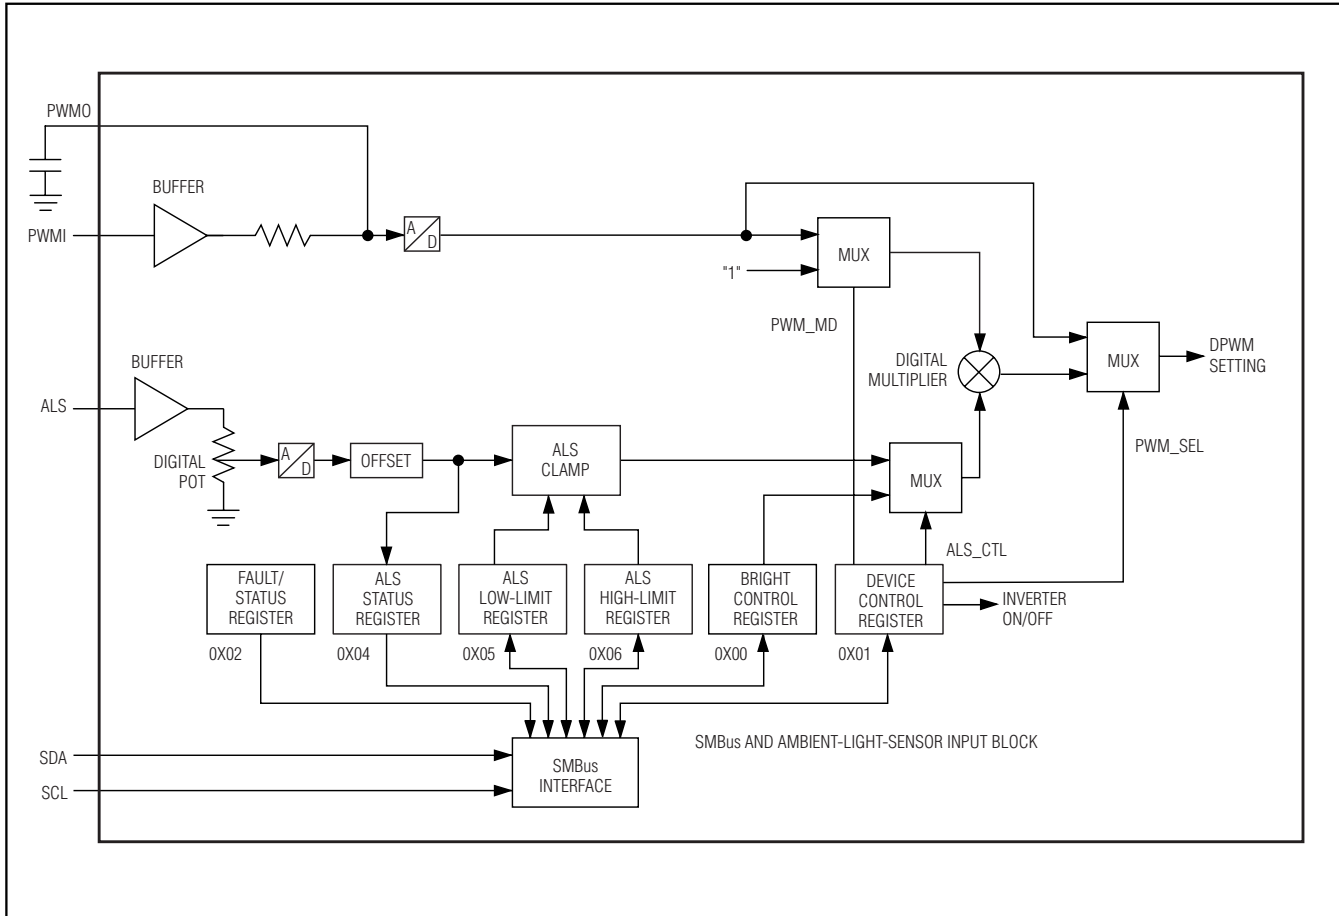 PWMO
BUFFER
PWMI
A
D
MUX
"1"
PWM_MD
BUFFER
ALS
DIGITAL
POT
A
D
OFFSET
ALS
CLAMP
DIGITAL
MULTIPLIER
MUX
MUX
DPWM
SETTING
PWM_SEL
ALS_CTL
FAULT/
STATUS
REGISTER
ALS
STATUS
REGISTER
ALS
LOW-LIMIT
REGISTER
ALS
HIGH-LIMIT
REGISTER
BRIGHT
CONTROL
REGISTER
DEVICE
CONTROL
REGISTER
INVERTER
ON/OFF
0X02
0X04
0X05
0X06
0X00
0X01
SDA
SCL
SMBus
INTERFACE
SMBus AND AMBIENT-LIGHT-SENSOR INPUT BLOCK